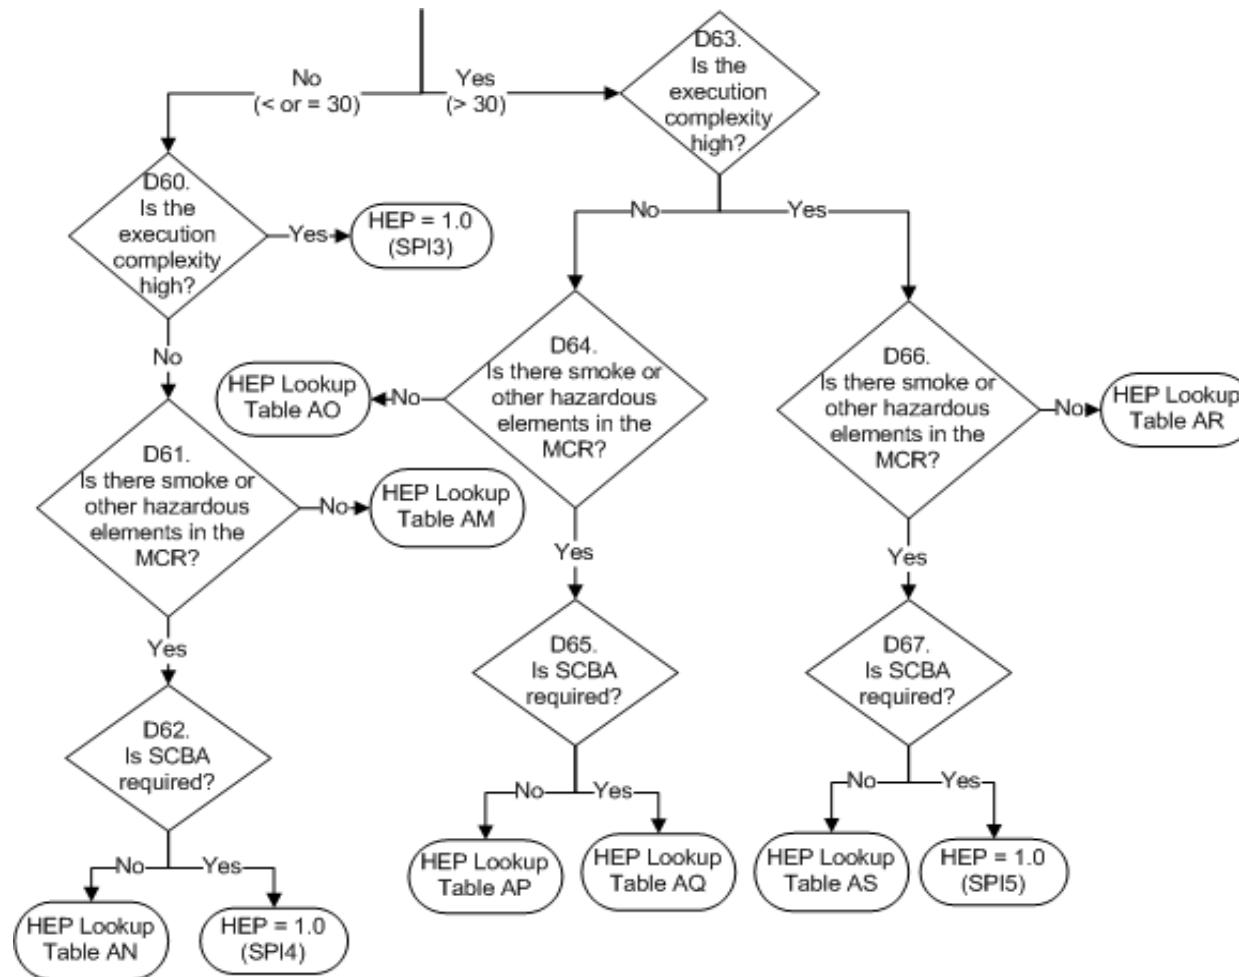 No
(< or = 30)
Yes
(> 30)
D63.
Is the
execution
complexity
high?
D60.
Is the
execution
complexity
high?
Yes
HEP = 1.0
(SPI3)
No
Yes
No
D64.
Is there smoke or
other hazardous
elements in the
MCR?
No
HEP Lookup
Table AO
D66.
Is there smoke or
other hazardous
elements in the
MCR?
No
HEP Lookup
Table AR
D61.
Is there smoke or
other hazardous
elements in the
MCR?
No
HEP Lookup
Table AM
Yes
Yes
Yes
D65.
Is SCBA
required?
D67.
Is SCBA
required?
D62.
Is SCBA
required?
No
Yes
No
Yes
HEP Lookup
Table AP
HEP Lookup
Table AQ
HEP Lookup
Table AS
HEP = 1.0
(SPI5)
No
Yes
HEP Lookup
Table AN
HEP = 1.0
(SPI4)